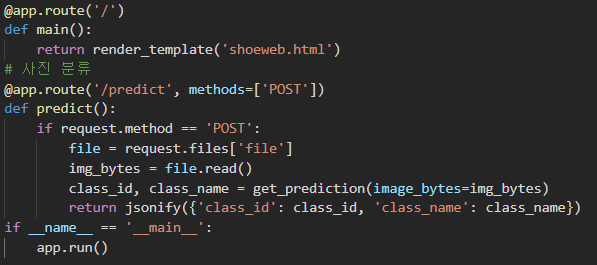 @app.route('/')
def main():
    return render_template('shoeweb.html')
# 사진 분류
@app.route('/predict', methods=['POST'])
def predict():
    if request.method == 'POST':
        file = request.files['file']
        img_bytes = file.read()
        class_id, class_name = get_prediction(image_bytes=img_bytes)
        return jsonify({'class_id': class_id, 'class_name': class_name})
if __name__ == '__main__':
    app.run()